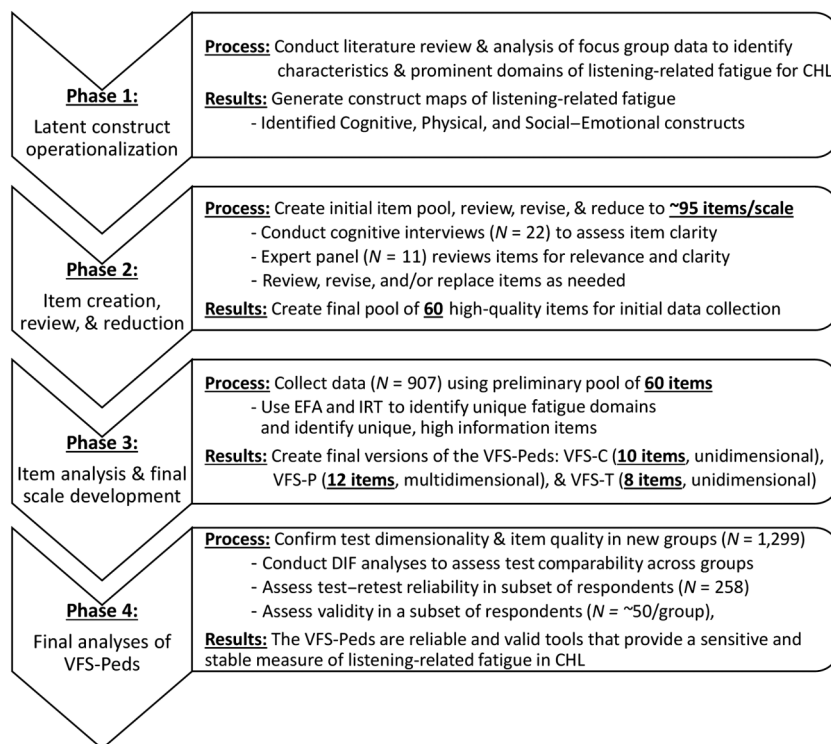 Phase 1:
Latent construct
operationalization
Process: Conduct literature review & analysis of focus group data to identify
characteristics & prominent domains of listening-related fatigue for CHL
Results: Generate construct maps of listening-related fatigue
- Identified Cognitive, Physical, and Social–Emotional constructs
Phase 2:
Item creation,
review, & reduction
Process: Create initial item pool, review, revise, & reduce to ~95 items/scale
- Conduct cognitive interviews (N = 22) to assess item clarity
- Expert panel (N = 11) reviews items for relevance and clarity
- Review, revise, and/or replace items as needed
Results: Create final pool of 60 high-quality items for initial data collection
Phase 3:
Item analysis & final
scale development
Process: Collect data (N = 907) using preliminary pool of 60 items
- Use EFA and IRT to identify unique fatigue domains
and identify unique, high information items
Results: Create final versions of the VFS-Peds: VFS-C (10 items, unidimensional),
VFS-P (12 items, multidimensional), & VFS-T (8 items, unidimensional)
Phase 4:
Final analyses of
VFS-Peds
Process: Confirm test dimensionality & item quality in new groups (N = 1,299)
- Conduct DIF analyses to assess test comparability across groups
- Assess test–retest reliability in subset of respondents (N = 258)
- Assess validity in a subset of respondents (N = ~50/group),
Results: The VFS-Peds are reliable and valid tools that provide a sensitive and
stable measure of listening-related fatigue in CHL